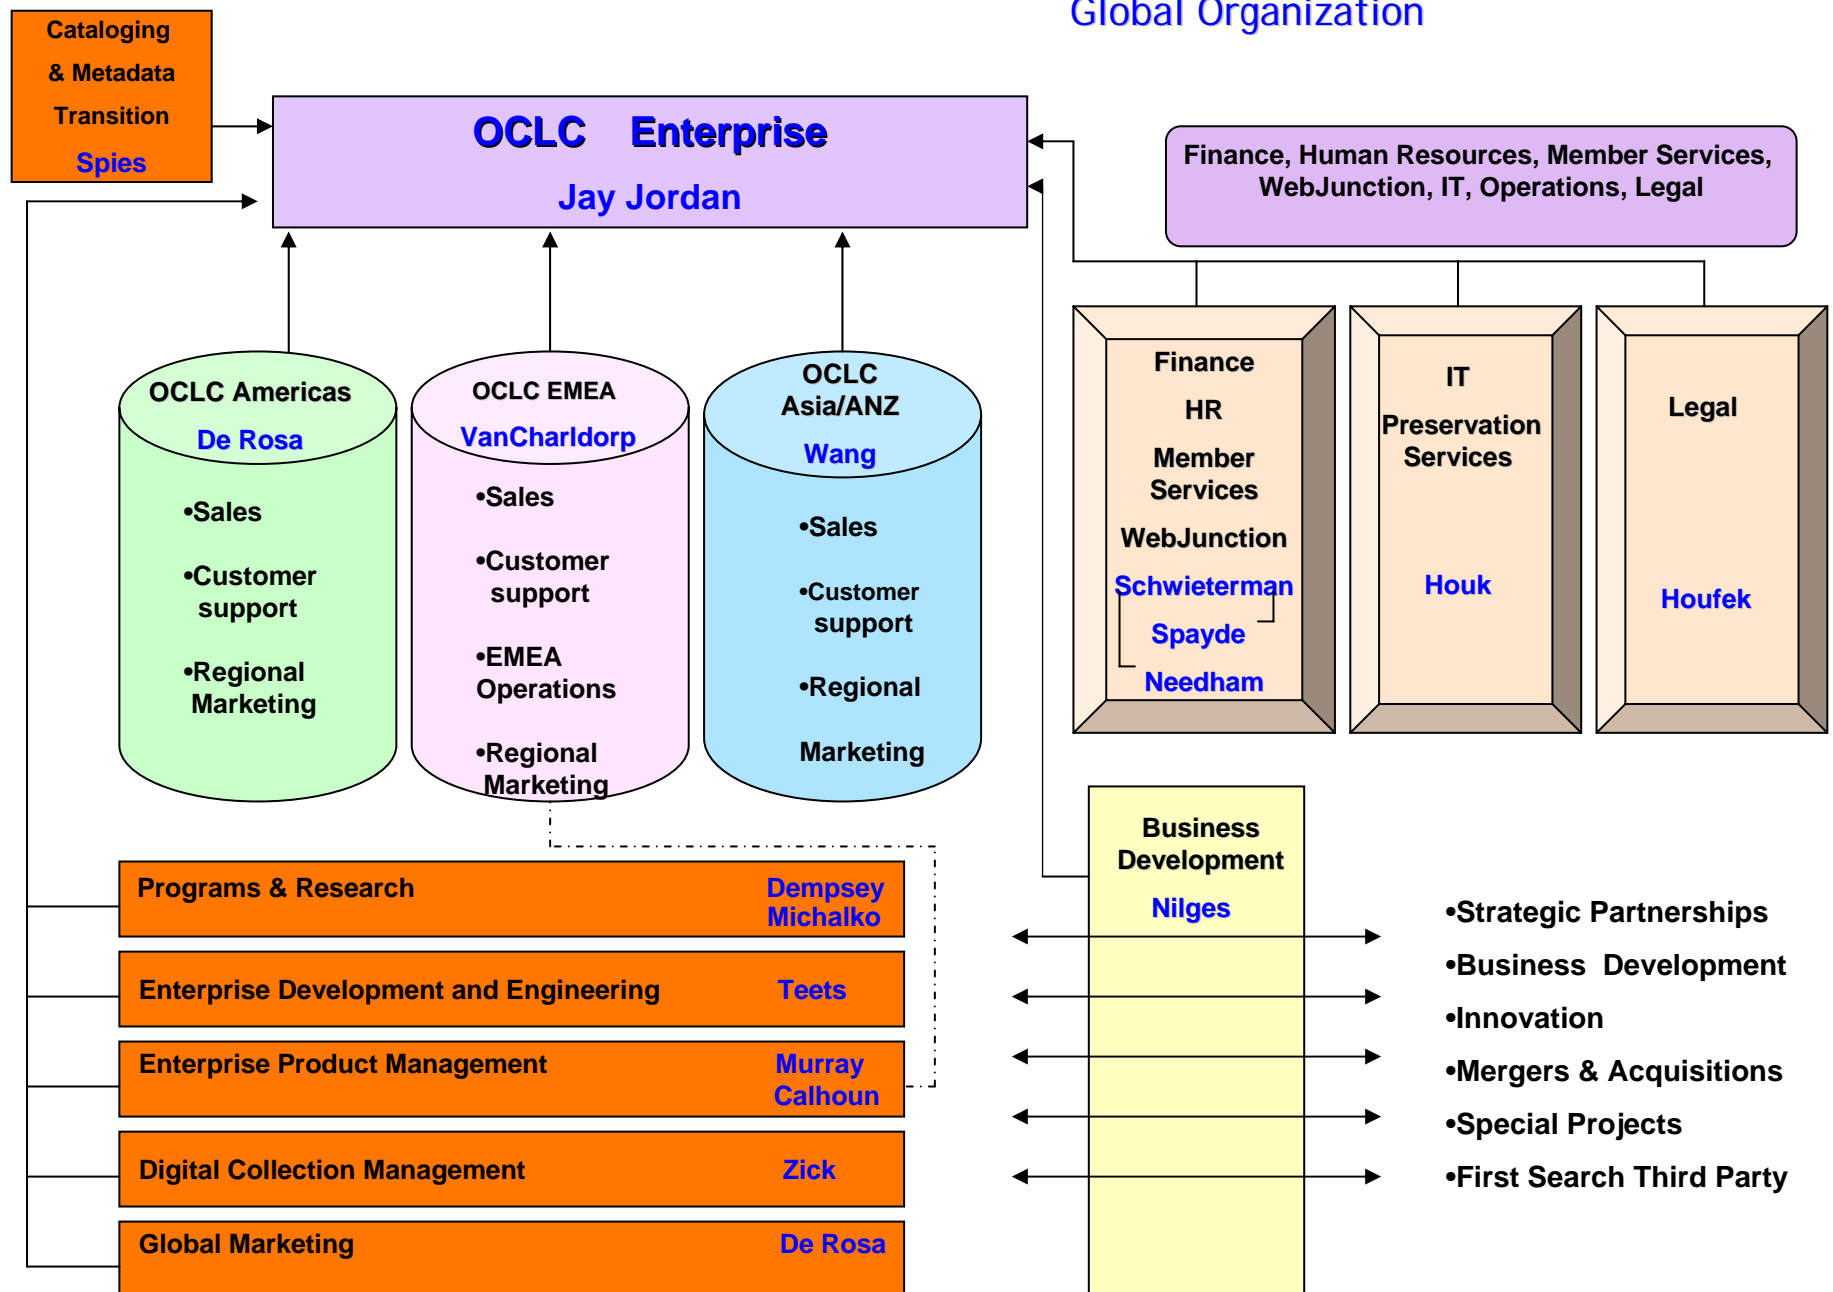 Global Organization
Cataloging
& Metadata
Transition
Spies
OCLC Enterprise
Jay Jordan
Finance, Human Resources, Member Services,
WebJunction, IT, Operations, Legal
OCLC Americas
De Rosa
•Sales
•Customer
support
•Regional
Marketing
OCLC EMEA
VanCharldorp
•Sales
•Customer
support
•EMEA
Operations
•Regional
Marketing
OCLC
Asia/ANZ
Wang
•Sales
•Customer
support
•Regional
Marketing
Finance
HR
Member
Services
WebJunction
Schwieterman
Spayde
Needham
IT
Preservation
Services
Houk
Legal
Houfek
Programs & Research
Dempsey
Michalko
Enterprise Development and Engineering Teets
Enterprise Product Management
Murray
Calhoun
Digital Collection Management Zick
Global Marketing De Rosa
Business
Development
Nilges
•Strategic Partnerships
•Business Development
•Innovation
•Mergers & Acquisitions
•Special Projects
•First Search Third Party